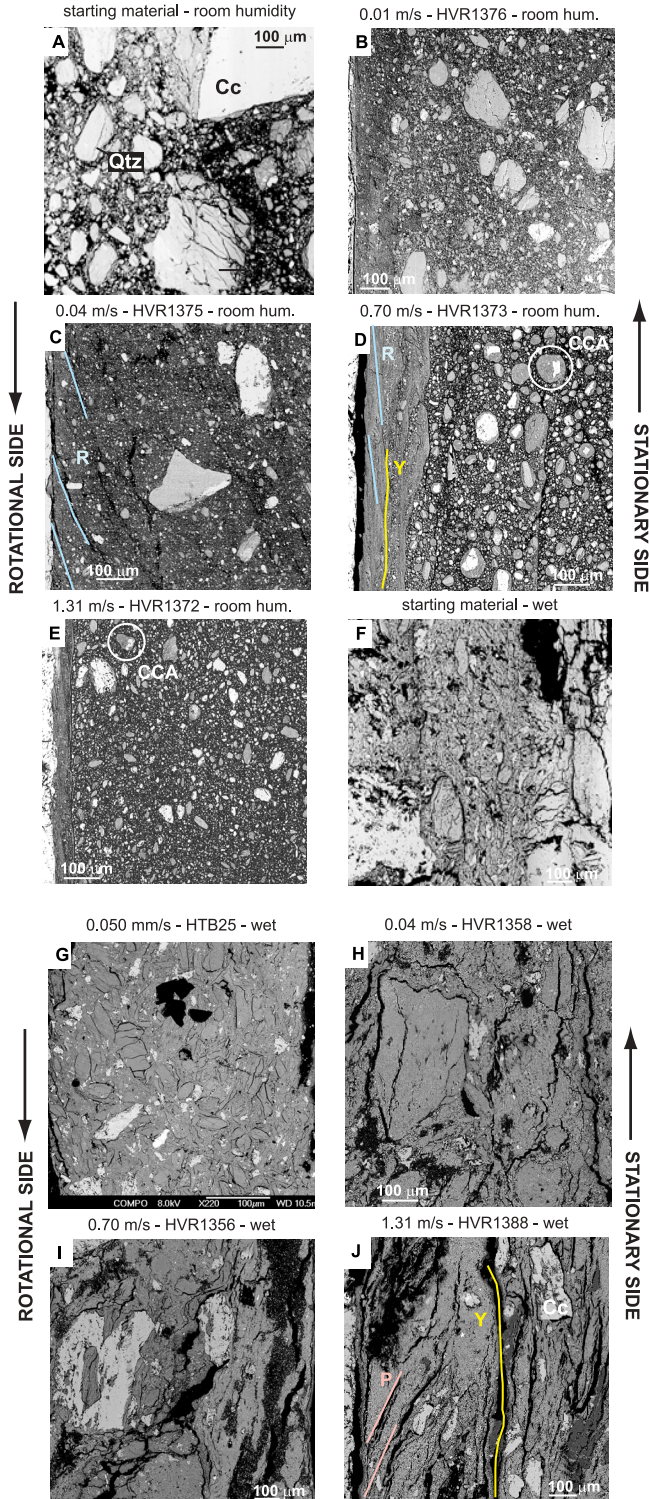 starting material - room humidity
0.01 m/s - HVR1376 - room hum.
A
100 μm
Cc
Qtz
B
100 μm
0.04 m/s - HVR1375 - room hum.
0.70 m/s - HVR1373 - room hum.
C
R
100 μm
D
R
CCA
Y
100 μm
ROTATIONAL SIDE
STATIONARY SIDE
1.31 m/s - HVR1372 - room hum.
starting material - wet
E
CCA
100 μm
F
100 μm
0.050 mm/s - HTB25 - wet
0.04 m/s - HVR1358 - wet
G
COMPO 8.0kV X220 100μm WD 10.5m
H
100 μm
ROTATIONAL SIDE
STATIONARY SIDE
0.70 m/s - HVR1356 - wet
1.31 m/s - HVR1388 - wet
I
100 μm
J
Cc
Y
P
100 μm